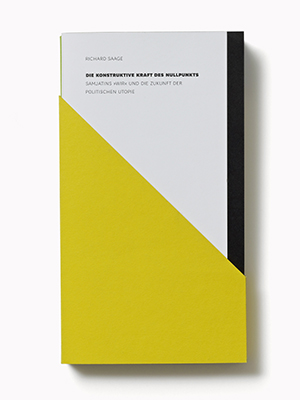 RICHARD SAAGE
DIE KONSTRUKTIVE KRAFT DES NULLPUNKTS
SAMJATINS »WIR« UND DIE ZUKUNFT DER
POLITISCHEN UTOPIE